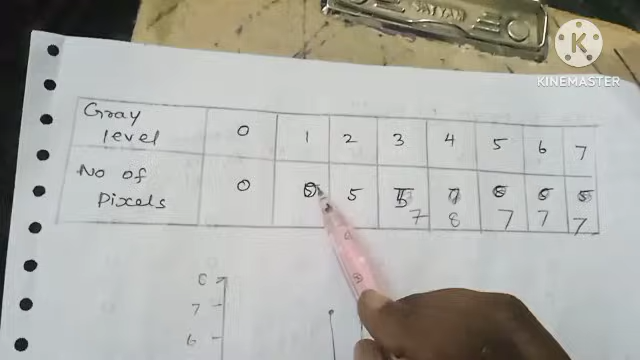 SATYAM
K
KINEMASTER
Gray level 0 1 2 3 4 5 6 7
No of Pixels 0 5
7 8 7 7 7
8
7
6